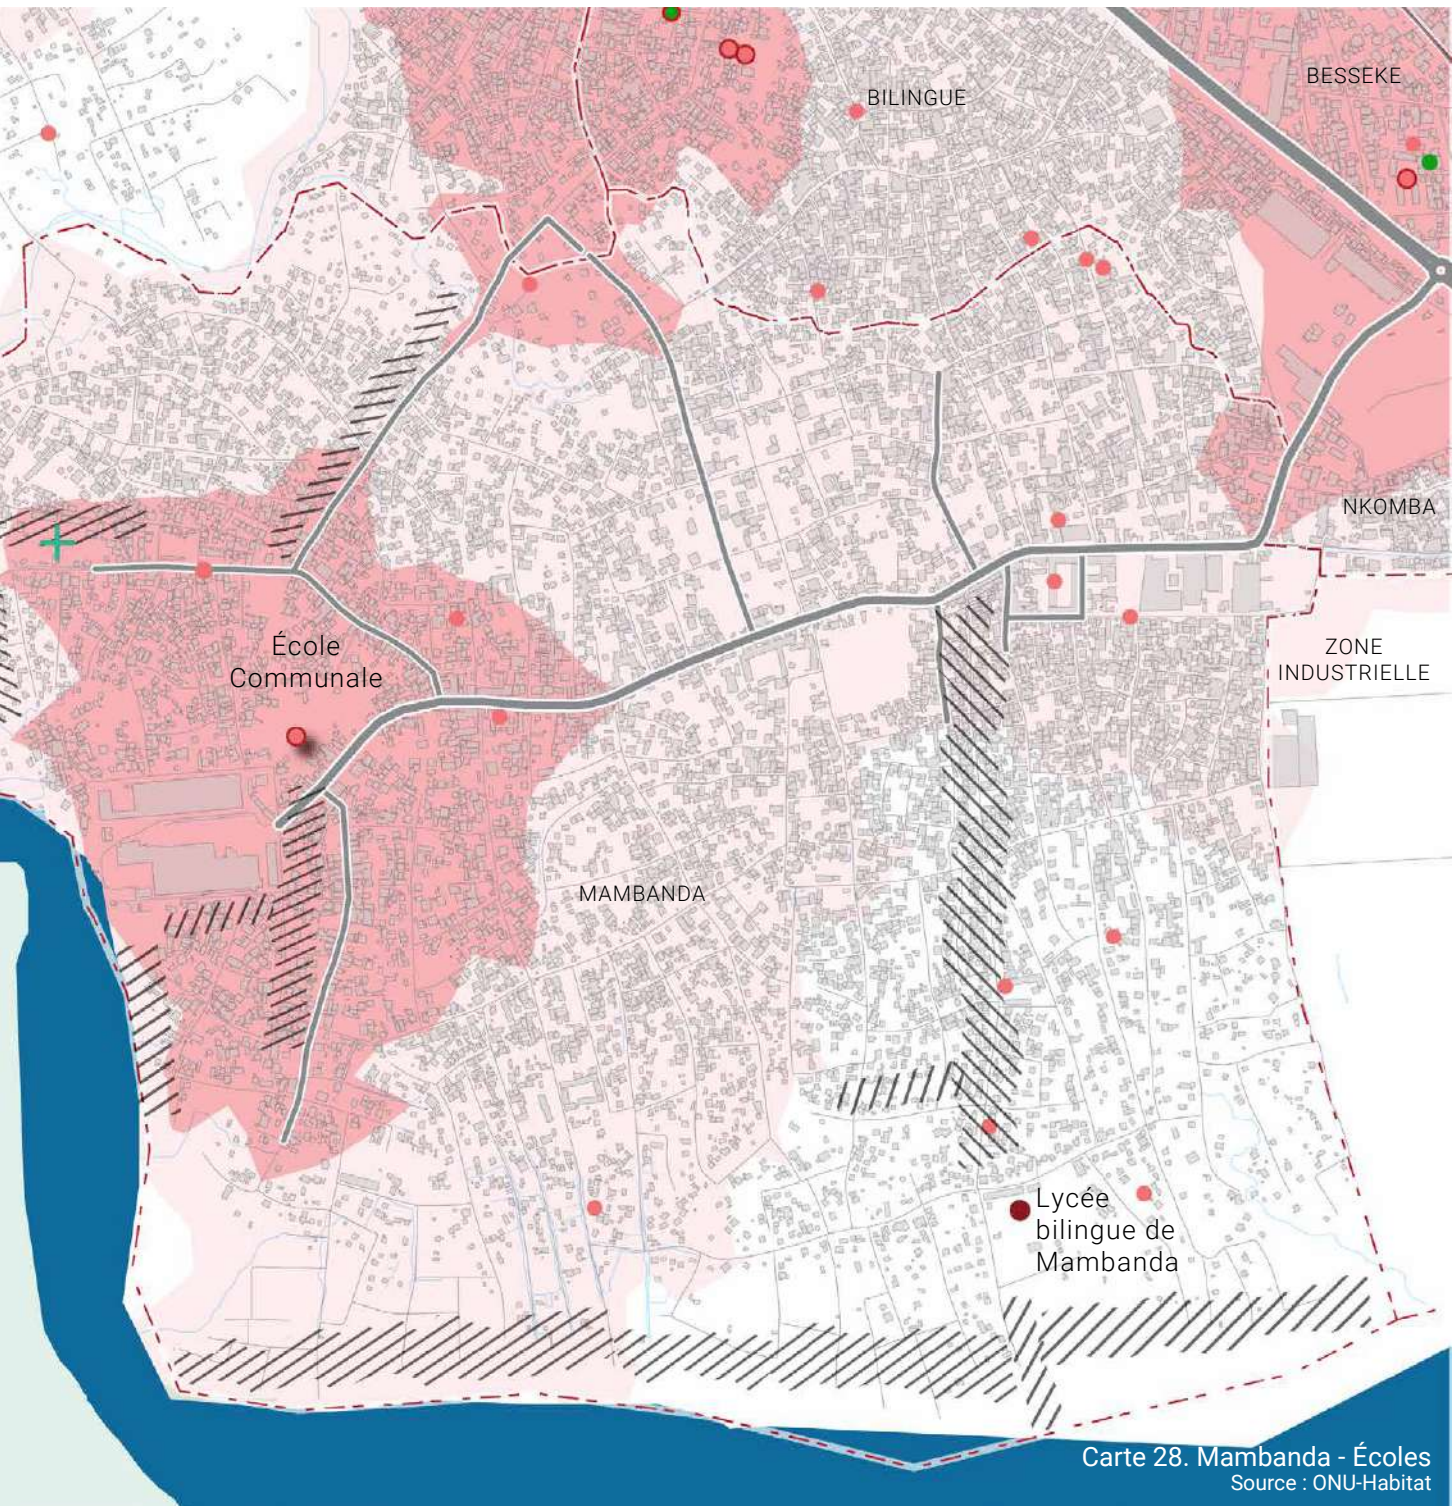 BESSEKE
BILINGUE
NKOMBA
École
Communale
ZONE
INDUSTRIELLE
MAMBANDA
Lycée
bilingue de
Mambanda
Carte 28. Mambanda - Écoles
Source : ONU-Habitat